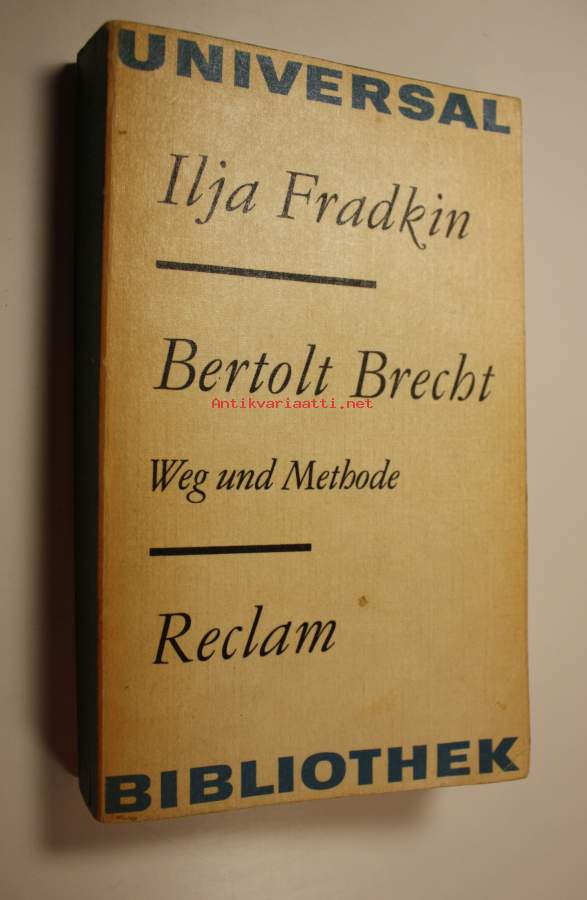 UNIVERSAL
Ilja Fradkin
Bertolt Brecht
Antikvariaatti.net
Weg und Methode
Reclam
BIBLIOTHEK